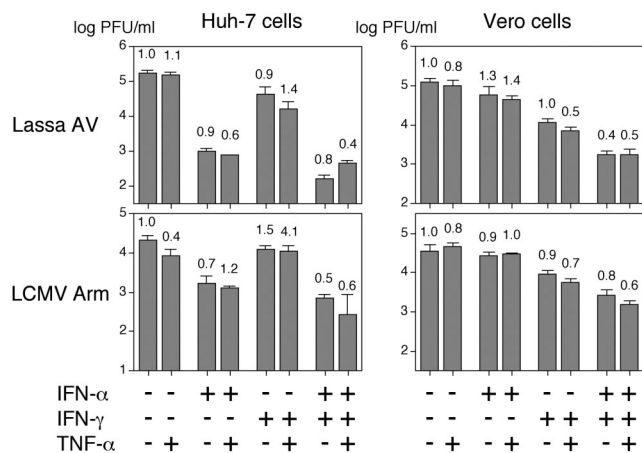 Huh-7 cells Vero cells
log PFU/ml log PFU/ml
Lassa AV
6 5 4 3 2
1.0 1.1 0.9 0.6 0.9 1.4 0.8 0.4
6 5 4 3 2
1.0 0.8 1.3 1.4 1.0 0.5 0.4 0.5
LCMV Arm
5 4 3 2 1
1.0 0.4 0.7 1.2 1.5 4.1 0.5 0.6
5 4 3 2
1.0 0.8 0.9 1.0 0.9 0.7 0.8 0.6
IFN-α - - + + - - + + - - + + - - + +
IFN-γ - - - - + + + + - - - - + + + +
TNF-α - + - + - + - + - + - + - + - +